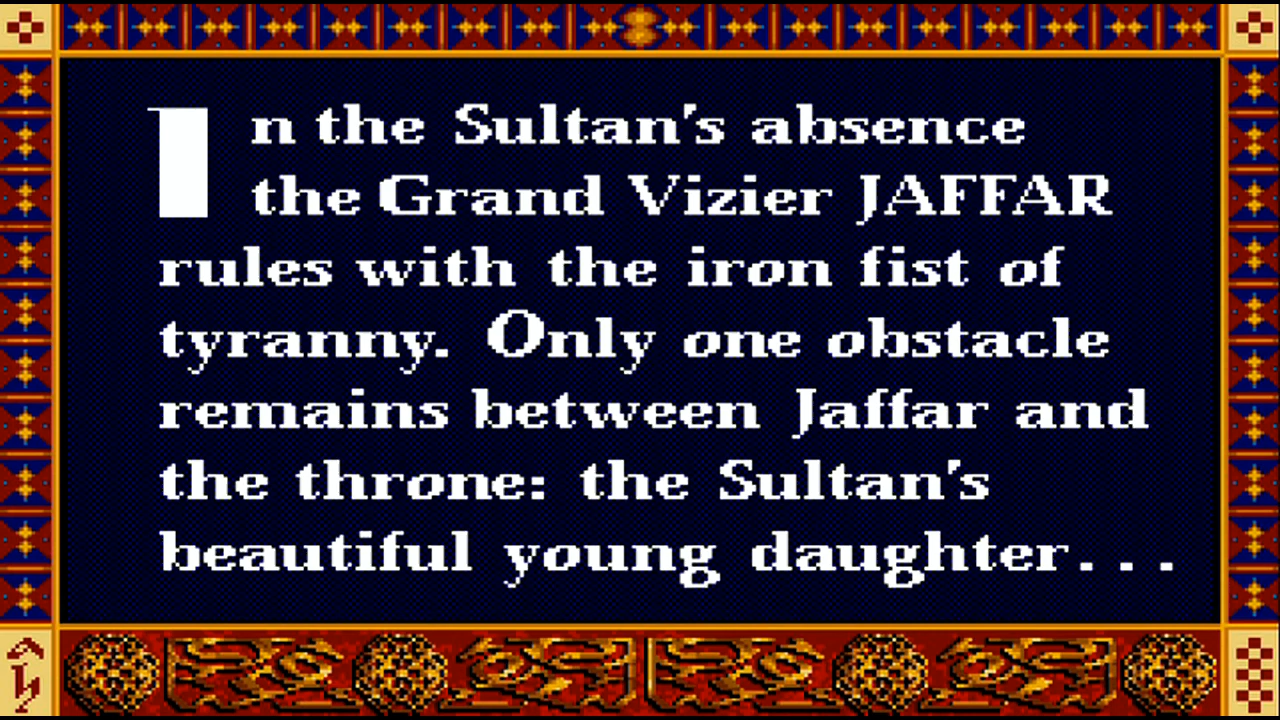 In the Sultan's absence
the Grand Vizier JAFFAR
rules with the iron fist of
tyranny. Only one obstacle
remains between Jaffar and
the throne: the Sultan's
beautiful young daughter...